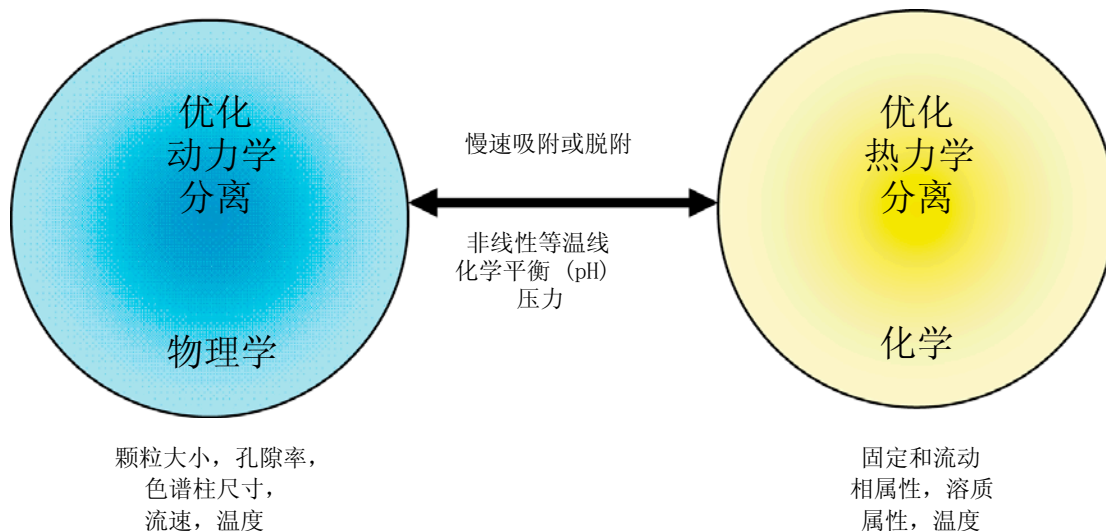 优化
动力学
分离
物理学
颗粒大小，孔隙率，
色谱柱尺寸，
流速，温度
慢速吸附或脱附
非线性等温线
化学平衡 (pH)
压力
优化
热力学
分离
化学
固定和流动
相属性，溶质
属性，温度